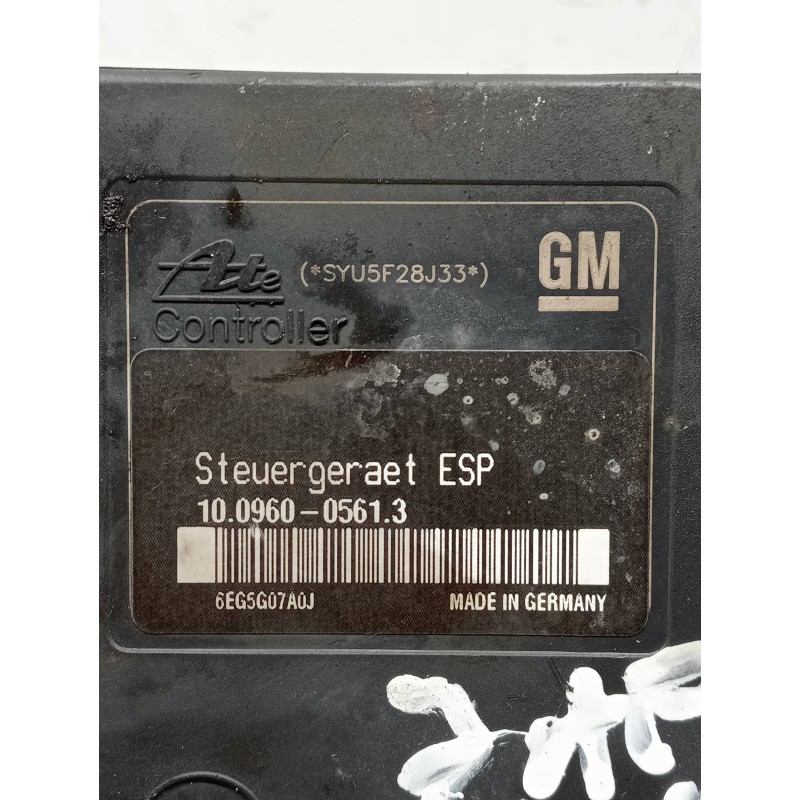 Ate (*SYU5F28J33*) GM
Controller
Steuergeraet ESP
10.0960-0561.3
6EG5G07A0J MADE IN GERMANY